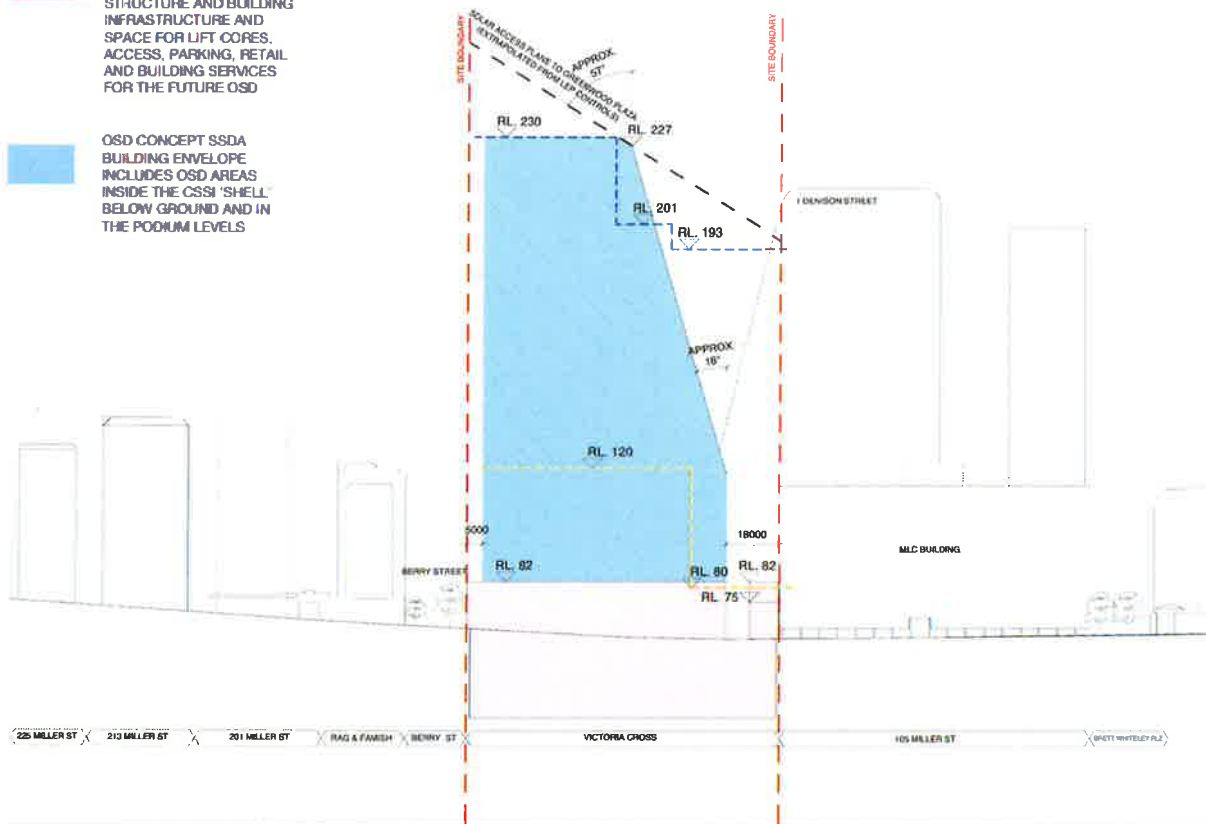 STRUCTURE AND BUILDING
INFRASTRUCTURE AND
SPACE FOR LIFT CORES,
ACCESS, PARKING, RETAIL
AND BUILDING SERVICES
FOR THE FUTURE OSD
OSD CONCEPT SSDA
BUILDING ENVELOPE
INCLUDES OSD AREAS
INSIDE THE CSSI 'SHELL'
BELOW GROUND AND IN
THE PODIUM LEVELS
SITE BOUNDARY
SOLAR ACCESS PLANE TO GREENWOOD PLAZA
(EXTRAPOLATED FROM LEP CONTROLS)
APPROX.
57°
SITE BOUNDARY
RL. 230
RL. 227
RL. 201
RL. 193
1 DENISON STREET
APPROX
16°
RL. 120
5000
18000
MLC BUILDING
BERRY STREET
RL. 82
RL. 80
RL. 82
RL. 75
225 MILLER ST
213 MILLER ST
201 MILLER ST
RAG & FAMISH
BERRY ST
VICTORIA CROSS
105 MILLER ST
BRETT WHITELEY PLZ